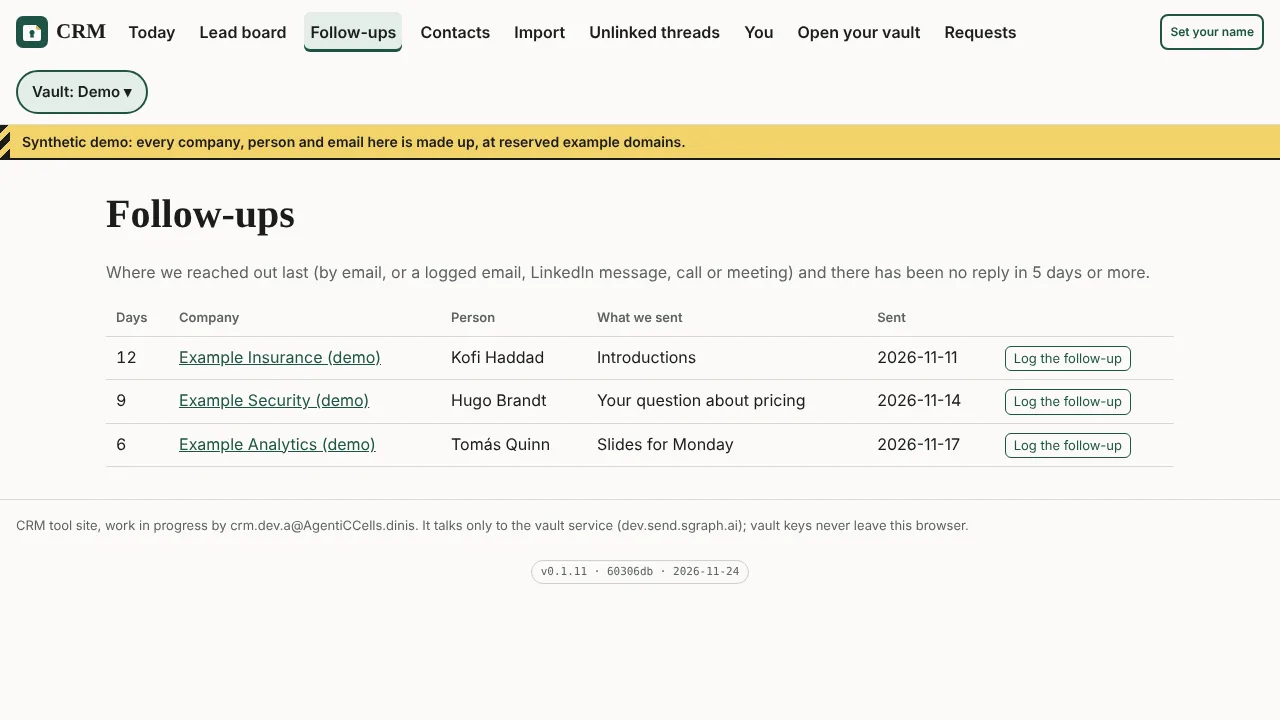 CRM Today Lead board Follow-ups Contacts Import Unlinked threads You Open your vault Requests Set your name
Vault: Demo ▾
Synthetic demo: every company, person and email here is made up, at reserved example domains.
Follow-ups
Where we reached out last (by email, or a logged email, LinkedIn message, call or meeting) and there has been no reply in 5 days or more.
Days Company Person What we sent Sent
12 Example Insurance (demo) Kofi Haddad Introductions 2026-11-11 Log the follow-up
9 Example Security (demo) Hugo Brandt Your question about pricing 2026-11-14 Log the follow-up
6 Example Analytics (demo) Tomás Quinn Slides for Monday 2026-11-17 Log the follow-up
CRM tool site, work in progress by crm.dev.a@AgentiCCells.dinis. It talks only to the vault service (dev.send.sgraph.ai); vault keys never leave this browser.
v0.1.11 · 60306db · 2026-11-24